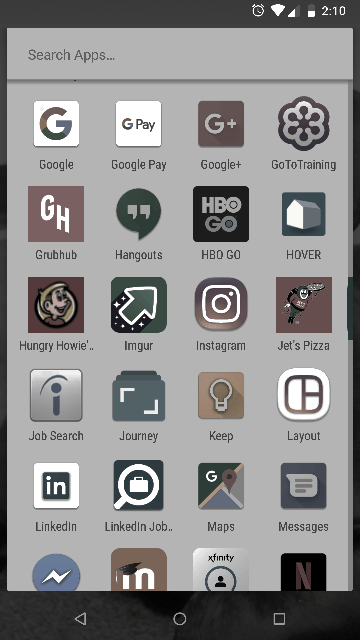 2:10
Search Apps...
G Pay
G+
Google
Google Pay
Google+
GoToTraining
GH
HBO
GO
Grubhub
Hangouts
HBO GO
HOVER
Hungry Howie'..
Imgur
Instagram
Jet's Pizza
Job Search
Journey
Keep
Layout
in
LinkedIn
LinkedIn Job..
Maps
Messages
in
xfinity
N